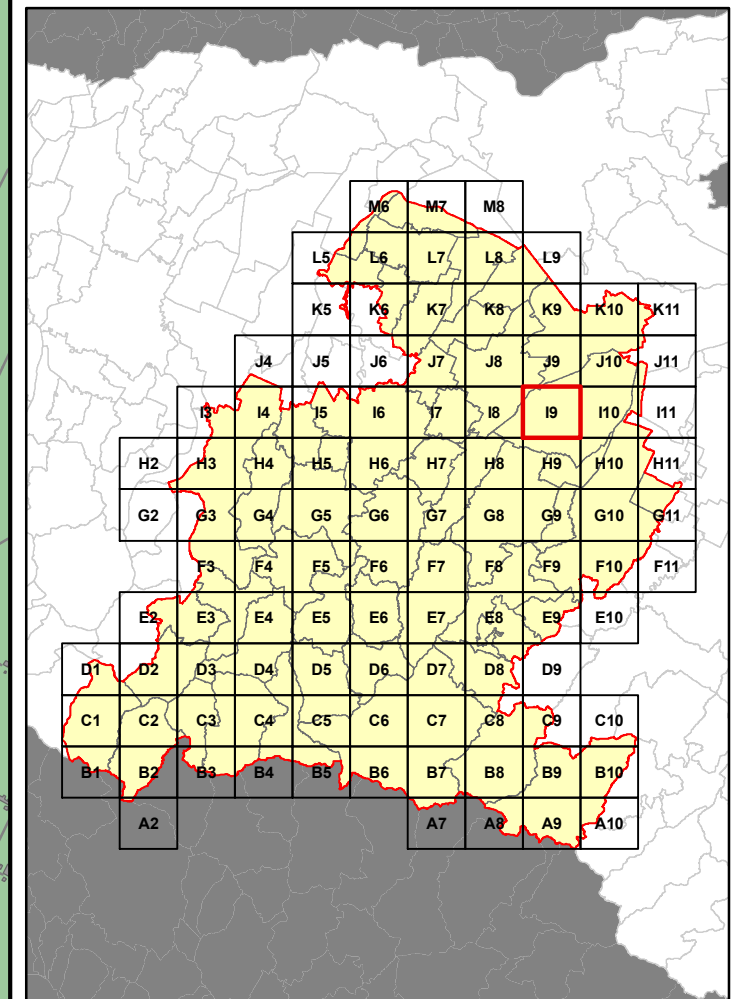 M6 M7 M8
L5 L6 L7 L8 L9
K5 K6 K7 K8 K9 K10 K11
J4 J5 J6 J7 J8 J9 J10 J11
I3 I4 I5 I6 I7 I8 I9 I10 I11
H2 H3 H4 H5 H6 H7 H8 H9 H10 H11
G2 G3 G4 G5 G6 G7 G8 G9 G10 G11
F3 F4 F5 F6 F7 F8 F9 F10 F11
E2 E3 E4 E5 E6 E7 E8 E9 E10
D1 D2 D3 D4 D5 D6 D7 D8 D9
C1 C2 C3 C4 C5 C6 C7 C8 C9 C10
B1 B2 B3 B4 B5 B6 B7 B8 B9 B10
A2 A7 A8 A9 A10